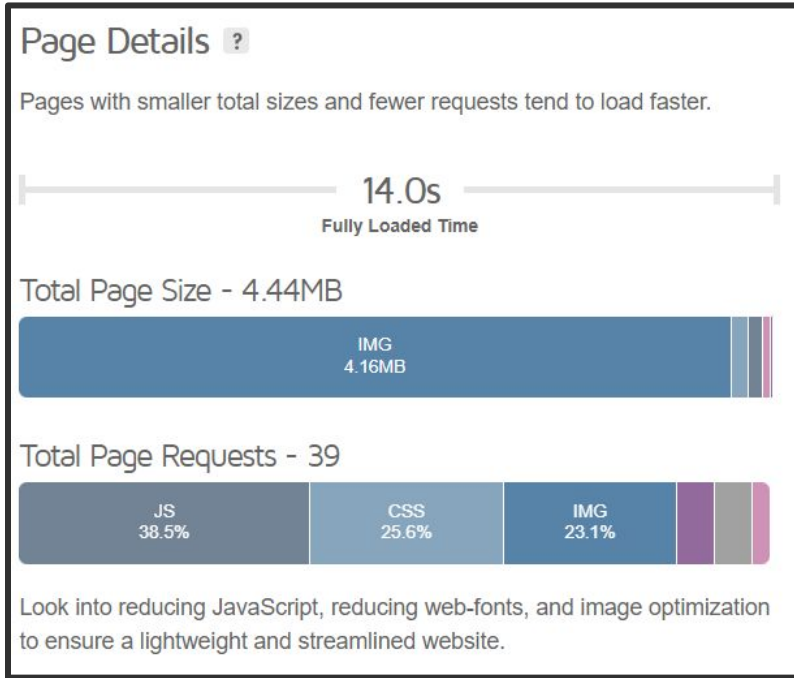 Page Details ?
Pages with smaller total sizes and fewer requests tend to load faster.
14.0s
Fully Loaded Time
Total Page Size - 4.44MB
IMG
4.16MB
Total Page Requests - 39
JS CSS IMG
38.5% 25.6% 23.1%
Look into reducing JavaScript, reducing web-fonts, and image optimization
to ensure a lightweight and streamlined website.